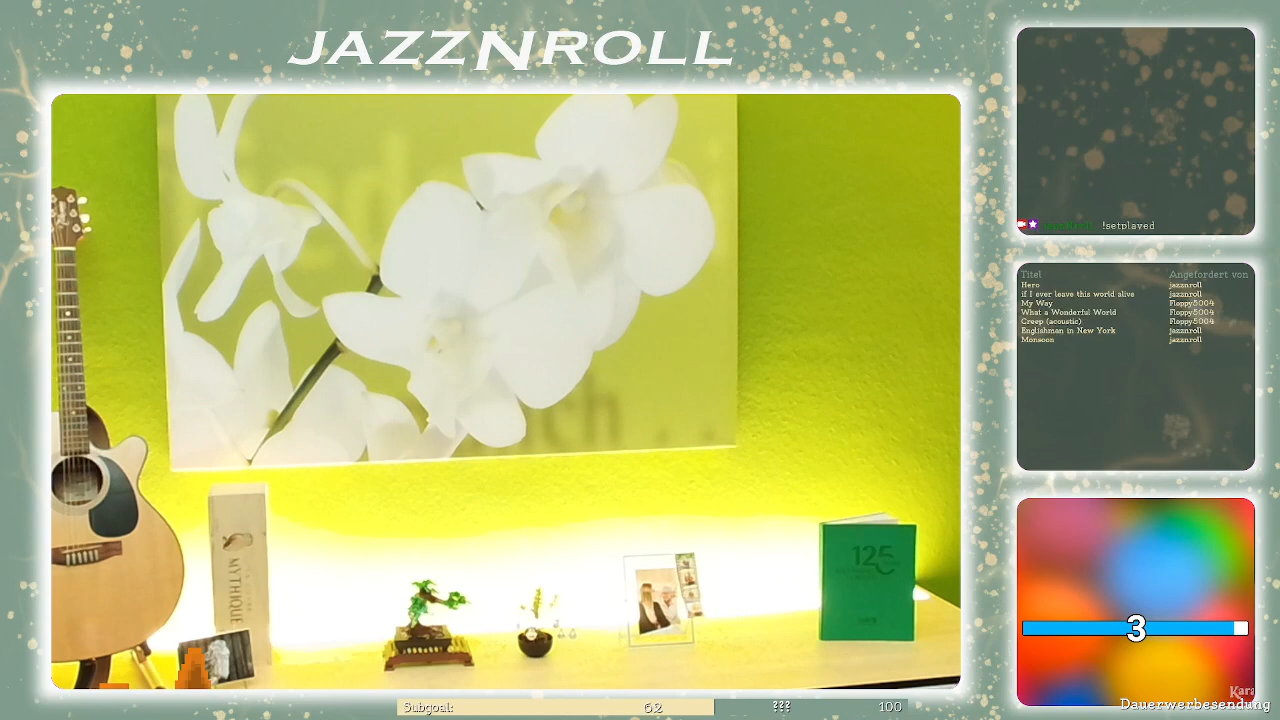 JAZZNROLL
!setplayed
Titel Angefordert von
Hero jazznroll
if I ever leave this world alive jazznroll
My Way Floppy5004
What a Wonderful World Floppy5004
Creep (acoustic) Floppy5004
Englishman in New York jazznroll
Monsoon jazznroll
MYTHIQUE
125
3
Kara
Dauerwerbesendung
Subgoal: 62 ??? 100